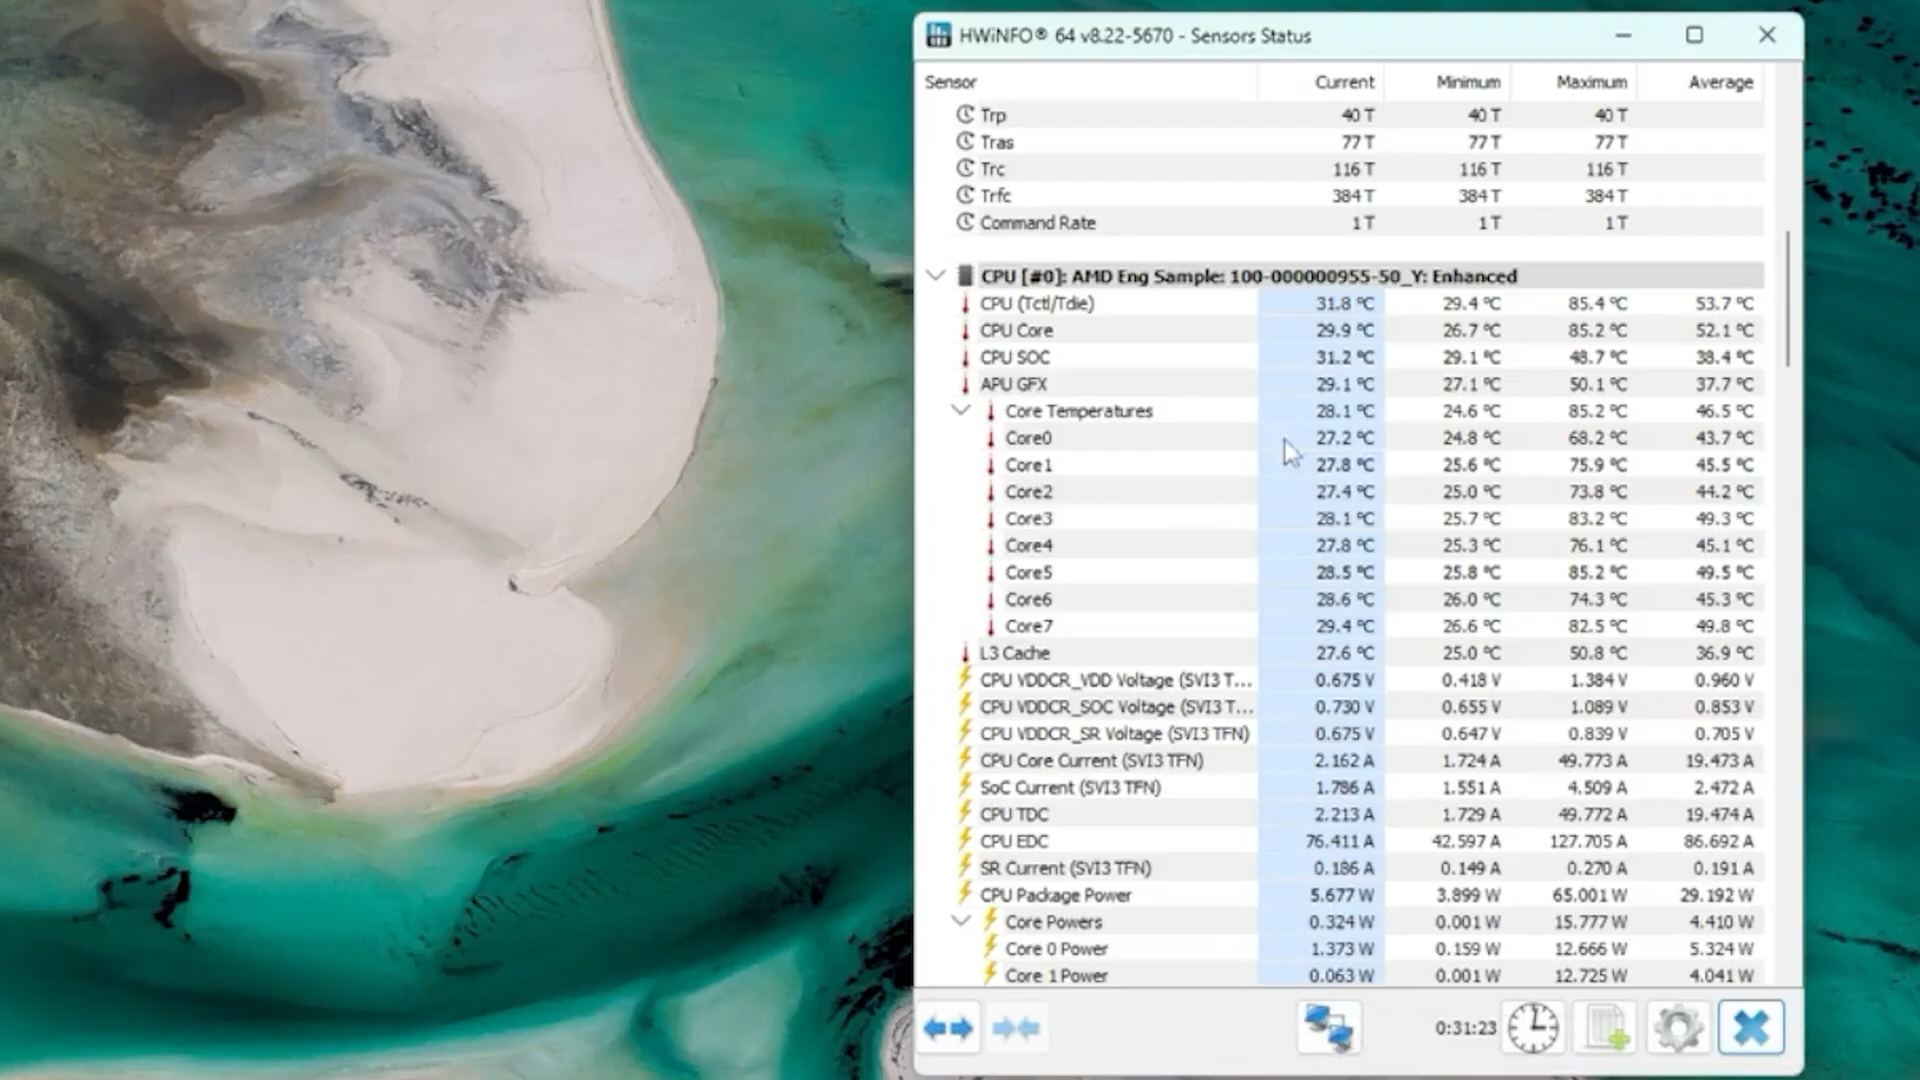 HWiNFO® 64 v8.22-5670 - Sensors Status
Sensor Current Minimum Maximum Average
Trp 40 T 40 T 40 T
Tras 77 T 77 T 77 T
Trc 116 T 116 T 116 T
Trfc 384 T 384 T 384 T
Command Rate 1 T 1 T 1 T
CPU [#0]: AMD Eng Sample: 100-000000955-50_Y: Enhanced
CPU (Tctl/Tdie) 31.8 °C 29.4 °C 85.4 °C 53.7 °C
CPU Core 29.9 °C 26.7 °C 85.2 °C 52.1 °C
CPU SOC 31.2 °C 29.1 °C 48.7 °C 38.4 °C
APU GFX 29.1 °C 27.1 °C 50.1 °C 37.7 °C
Core Temperatures 28.1 °C 24.6 °C 85.2 °C 46.5 °C
Core0 27.2 °C 24.8 °C 68.2 °C 43.7 °C
Core1 27.8 °C 25.6 °C 75.9 °C 45.5 °C
Core2 27.4 °C 25.0 °C 73.8 °C 44.2 °C
Core3 28.1 °C 25.7 °C 83.2 °C 49.3 °C
Core4 27.8 °C 25.3 °C 76.1 °C 45.1 °C
Core5 28.5 °C 25.8 °C 85.2 °C 49.5 °C
Core6 28.6 °C 26.0 °C 74.3 °C 45.3 °C
Core7 29.4 °C 26.6 °C 82.5 °C 49.8 °C
L3 Cache 27.6 °C 25.0 °C 50.8 °C 36.9 °C
CPU VDDCR_VDD Voltage (SVI3 T... 0.675 V 0.418 V 1.384 V 0.960 V
CPU VDDCR_SOC Voltage (SVI3 T... 0.730 V 0.655 V 1.089 V 0.853 V
CPU VDDCR_SR Voltage (SVI3 TFN) 0.675 V 0.647 V 0.839 V 0.705 V
CPU Core Current (SVI3 TFN) 2.162 A 1.724 A 49.773 A 19.473 A
SoC Current (SVI3 TFN) 1.786 A 1.551 A 4.509 A 2.472 A
CPU TDC 2.213 A 1.729 A 49.772 A 19.474 A
CPU EDC 76.411 A 42.597 A 127.705 A 86.692 A
SR Current (SVI3 TFN) 0.186 A 0.149 A 0.270 A 0.191 A
CPU Package Power 5.677 W 3.899 W 65.001 W 29.192 W
Core Powers 0.324 W 0.001 W 15.777 W 4.410 W
Core 0 Power 1.373 W 0.159 W 12.666 W 5.324 W
Core 1 Power 0.063 W 0.001 W 12.725 W 4.041 W
0:31:23